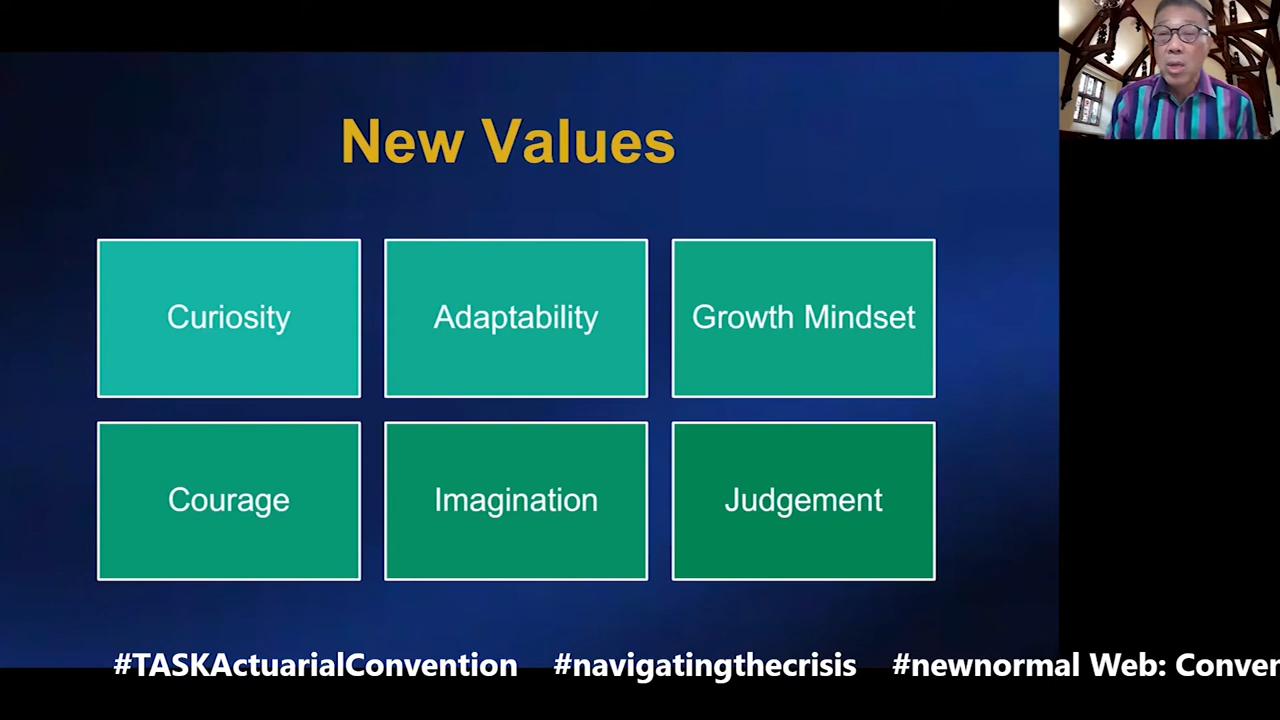 New Values
Curiosity
Adaptability
Growth Mindset
Courage
Imagination
Judgement
#TASKActuarialConvention #navigatingthecrisis #newnormal Web: Conver